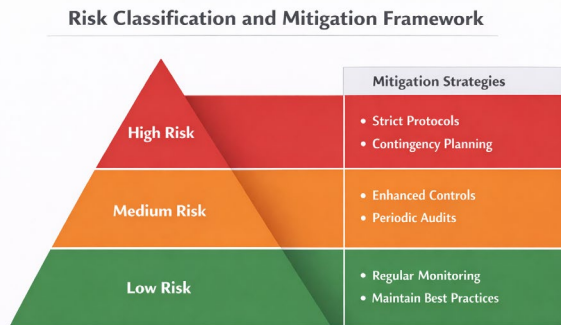 Risk Classification and Mitigation Framework
Mitigation Strategies
High Risk
• Strict Protocols
• Contingency Planning
Medium Risk
• Enhanced Controls
• Periodic Audits
Low Risk
• Regular Monitoring
• Maintain Best Practices